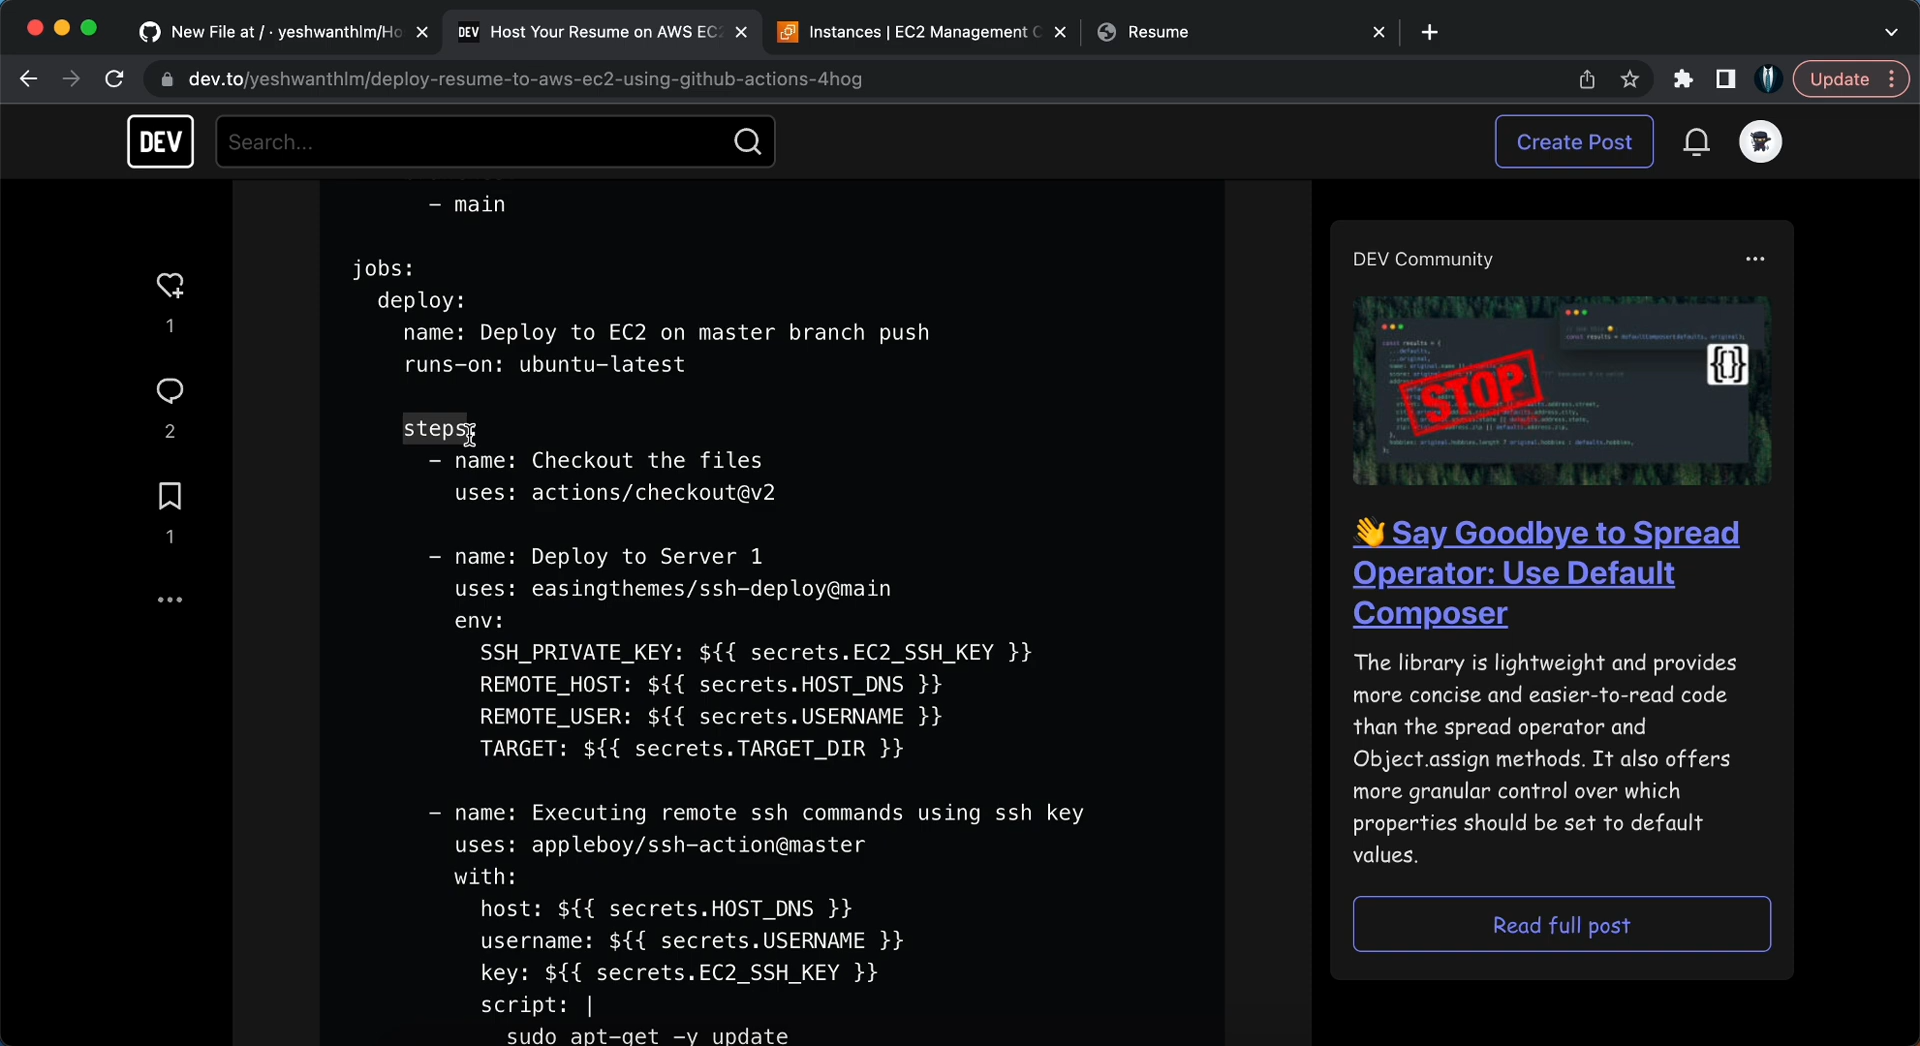 New File at / · yeshwanthlm/Ho
DEV Host Your Resume on AWS EC2
Instances | EC2 Management C
Resume
dev.to/yeshwanthlm/deploy-resume-to-aws-ec2-using-github-actions-4hog
Update
DEV
Search...
Create Post
- main
jobs:
deploy:
name: Deploy to EC2 on master branch push
runs-on: ubuntu-latest
steps:
- name: Checkout the files
uses: actions/checkout@v2
- name: Deploy to Server 1
uses: easingthemes/ssh-deploy@main
env:
SSH_PRIVATE_KEY: ${{ secrets.EC2_SSH_KEY }}
REMOTE_HOST: ${{ secrets.HOST_DNS }}
REMOTE_USER: ${{ secrets.USERNAME }}
TARGET: ${{ secrets.TARGET_DIR }}
- name: Executing remote ssh commands using ssh key
uses: appleboy/ssh-action@master
with:
host: ${{ secrets.HOST_DNS }}
username: ${{ secrets.USERNAME }}
key: ${{ secrets.EC2_SSH_KEY }}
script: |
sudo apt-get -y update
1
2
1
DEV Community
STOP
{()}
👋 Say Goodbye to Spread
Operator: Use Default
Composer
The library is lightweight and provides
more concise and easier-to-read code
than the spread operator and
Object.assign methods. It also offers
more granular control over which
properties should be set to default
values.
Read full post